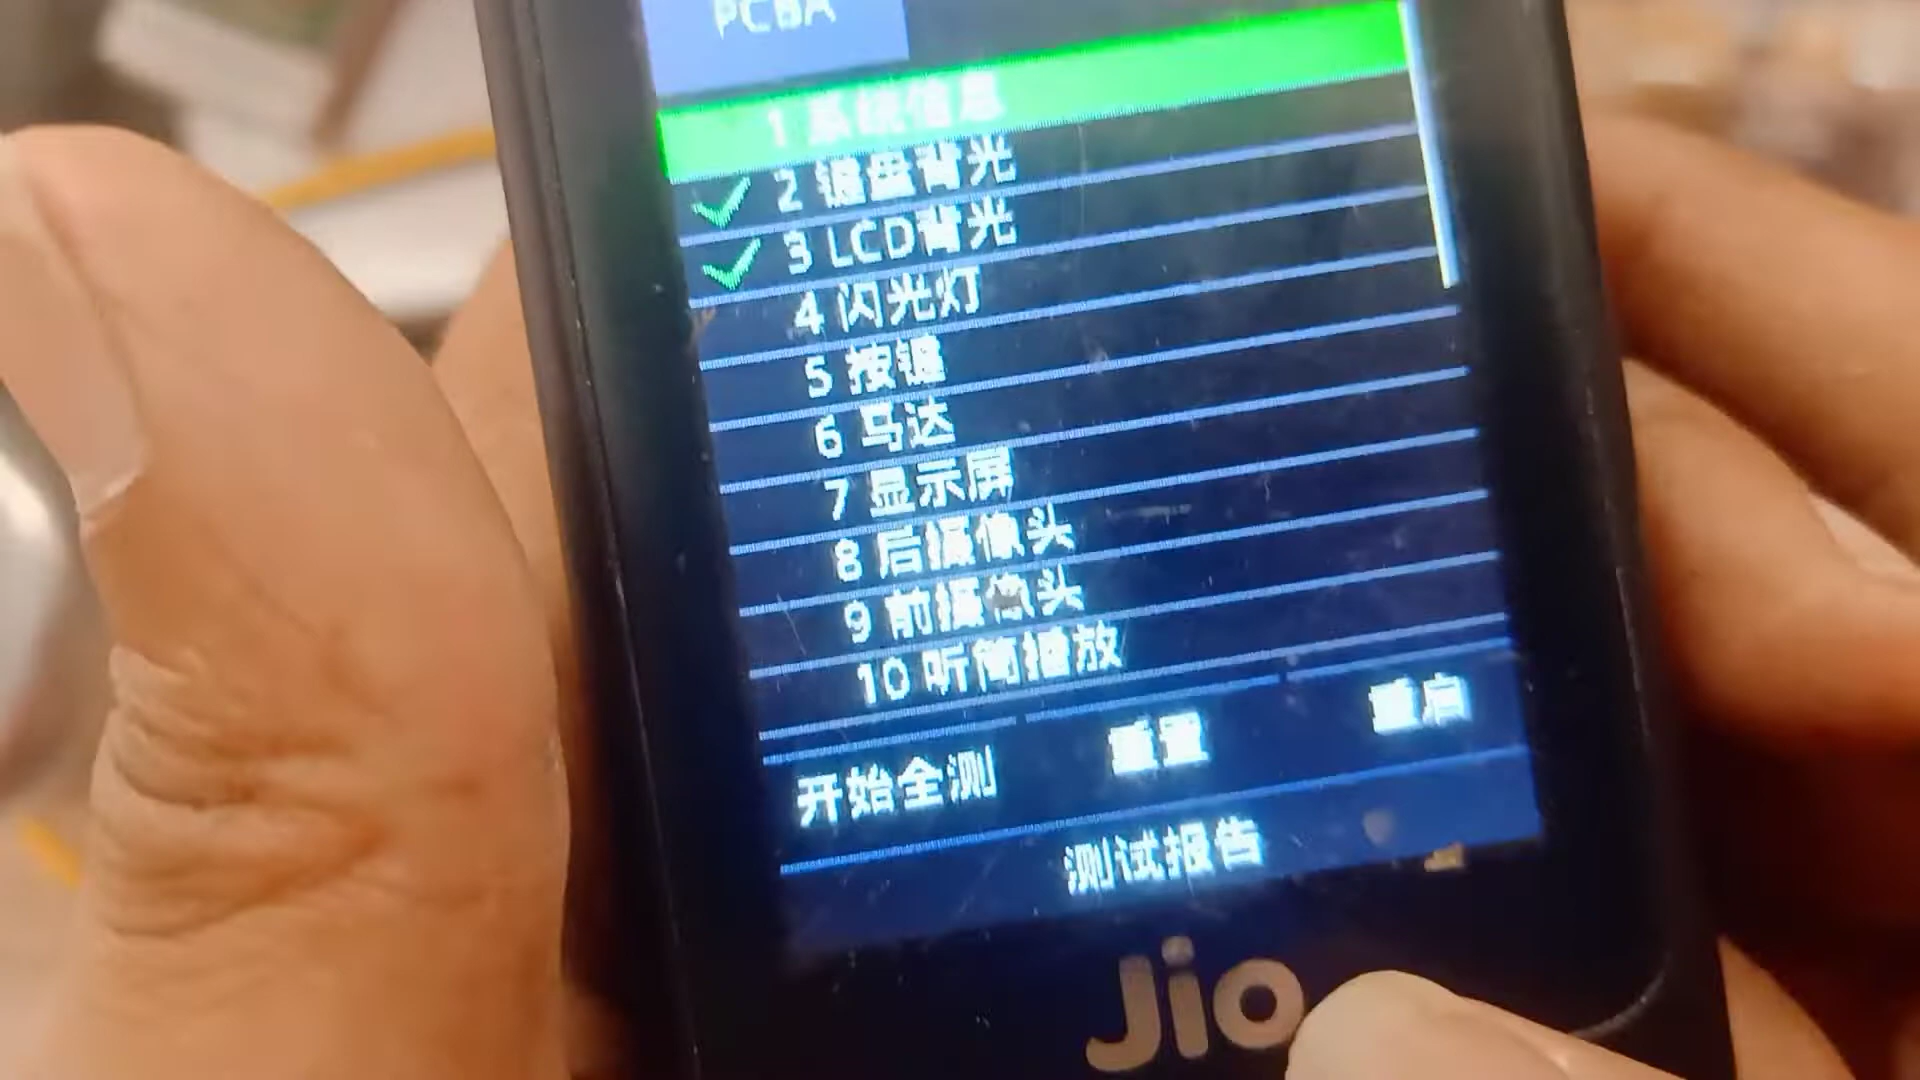 PCBA
1 系统信息
2 键盘背光
3 LCD背光
4 闪光灯
5 按键
6 马达
7 显示屏
8 后摄像头
9 前摄像头
10 听筒播放
开始全测 重置 重启
测试报告
Jio